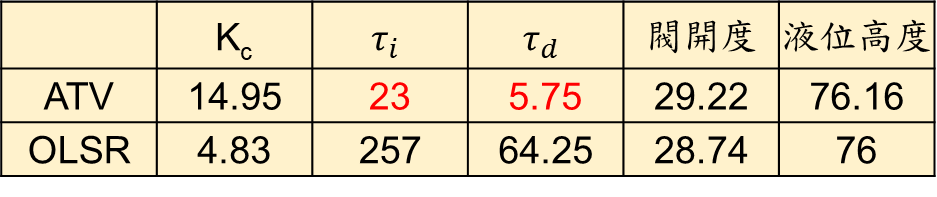 Kc τi τd 閥開度 液位高度
ATV 14.95 23 5.75 29.22 76.16
OLSR 4.83 257 64.25 28.74 76